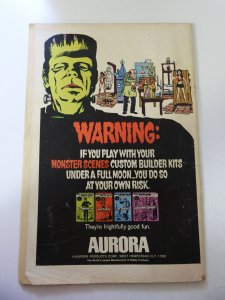 WARNING:
IF YOU PLAY WITH YOUR
MONSTER SCENES CUSTOM BUILDER KITS
UNDER A FULL MOON...YOU DO SO
AT YOUR OWN RISK.
They're frightfully good fun.
AURORA